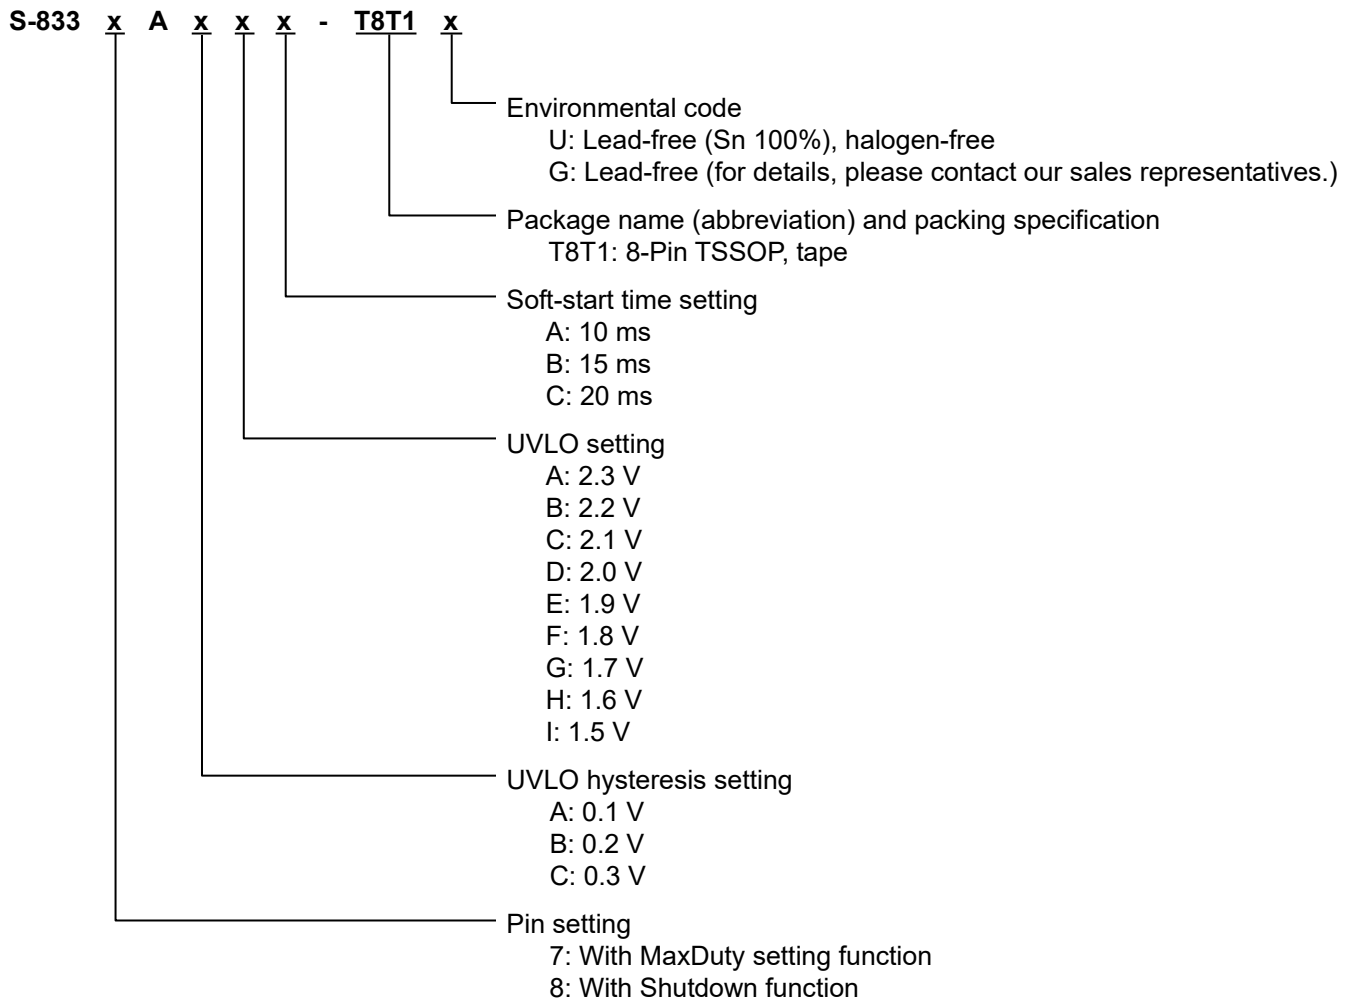 S-833 x A x x x - T8T1 x
Environmental code
U: Lead-free (Sn 100%), halogen-free
G: Lead-free (for details, please contact our sales representatives.)
Package name (abbreviation) and packing specification
T8T1: 8-Pin TSSOP, tape
Soft-start time setting
A: 10 ms
B: 15 ms
C: 20 ms
UVLO setting
A: 2.3 V
B: 2.2 V
C: 2.1 V
D: 2.0 V
E: 1.9 V
F: 1.8 V
G: 1.7 V
H: 1.6 V
I: 1.5 V
UVLO hysteresis setting
A: 0.1 V
B: 0.2 V
C: 0.3 V
Pin setting
7: With MaxDuty setting function
8: With Shutdown function